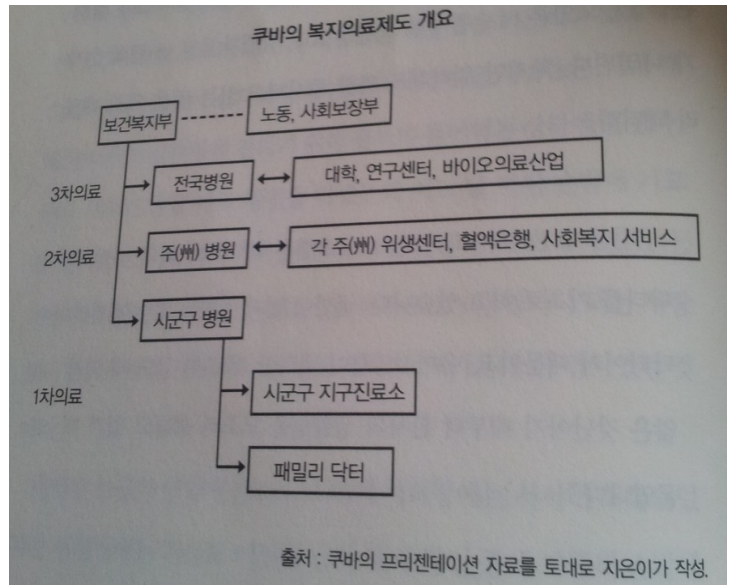 쿠바의 복지의료제도 개요
보건복지부
노동, 사회보장부
3차의료
전국병원
대학, 연구센터, 바이오의료산업
2차의료
주(州) 병원
각 주(州) 위생센터, 혈액은행, 사회복지 서비스
시군구 병원
1차의료
시군구 지구진료소
패밀리 닥터
출처 : 쿠바의 프리젠테이션 자료를 토대로 지은이가 작성.